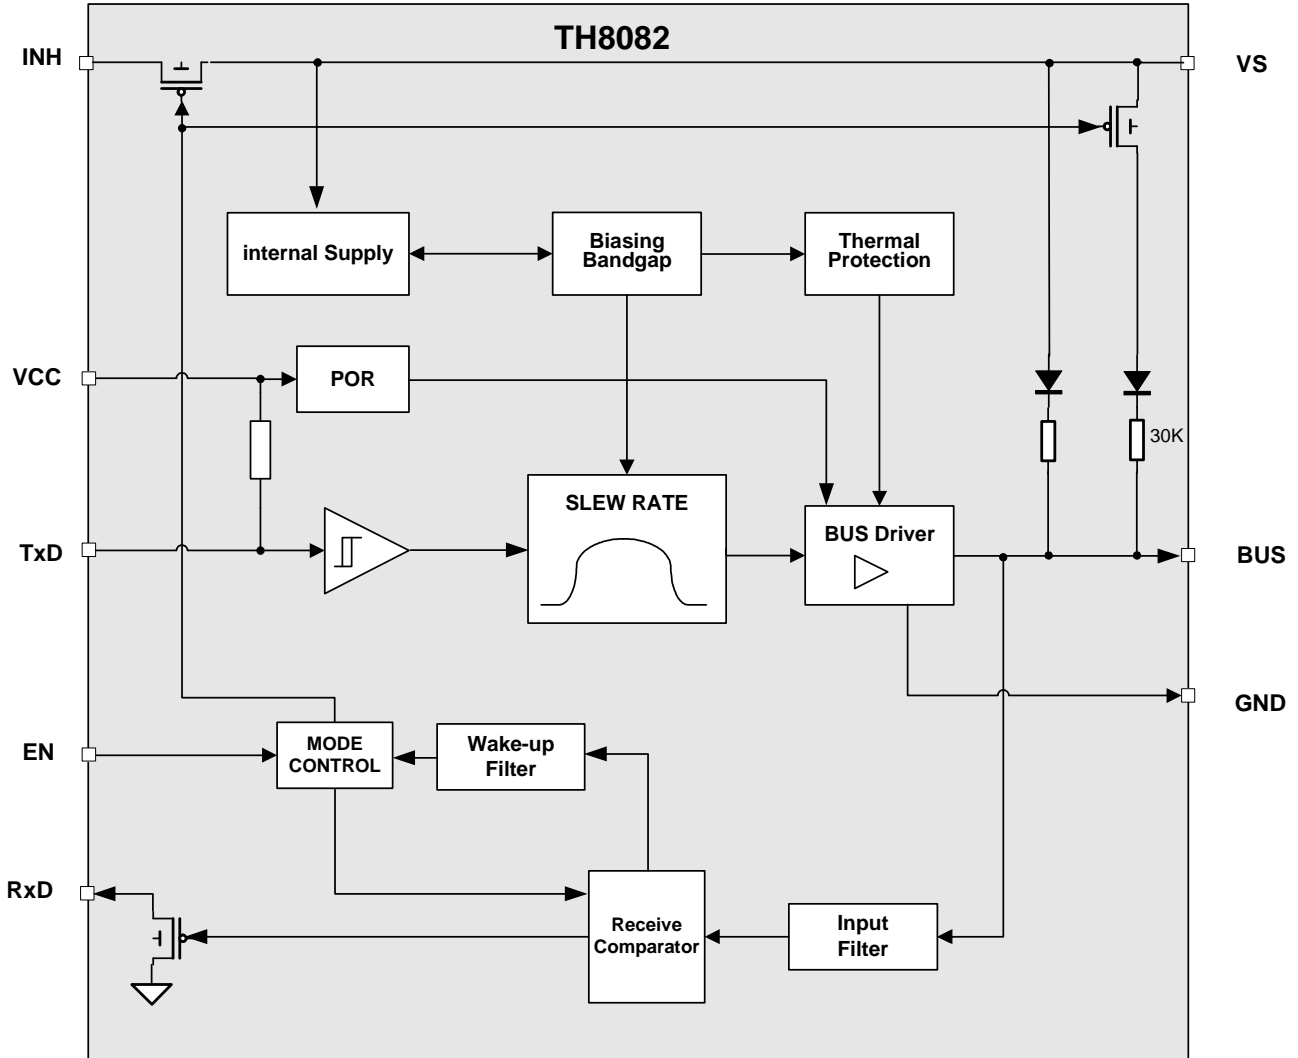 TH8082
INH
VS
internal Supply
Biasing
Bandgap
Thermal
Protection
VCC
POR
30K
SLEW RATE
BUS Driver
TxD
BUS
GND
EN
MODE
CONTROL
Wake-up
Filter
RxD
Receive
Comparator
Input
Filter